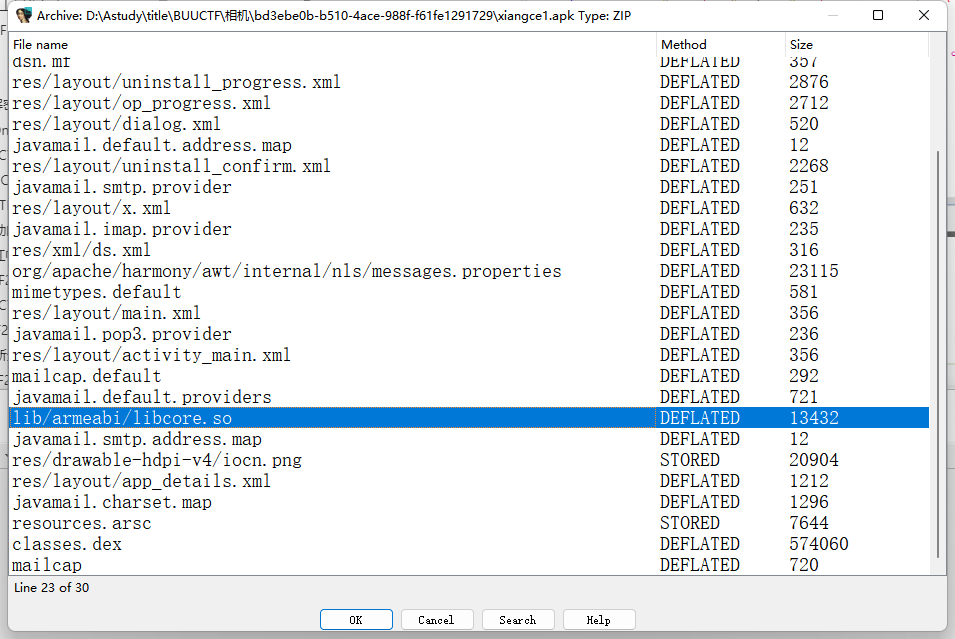 Archive: D:\Astudy\title\BUUCTF\相机\bd3ebe0b-b510-4ace-988f-f61fe1291729\xiangce1.apk Type: ZIP
File name Method Size
dsn.mf DEFLATED 357
res/layout/uninstall_progress.xml DEFLATED 2876
res/layout/op_progress.xml DEFLATED 2712
res/layout/dialog.xml DEFLATED 520
javamail.default.address.map DEFLATED 12
res/layout/uninstall_confirm.xml DEFLATED 2268
javamail.smtp.provider DEFLATED 251
res/layout/x.xml DEFLATED 632
javamail.imap.provider DEFLATED 235
res/xml/ds.xml DEFLATED 316
org/apache/harmony/awt/internal/nls/messages.properties DEFLATED 23115
mimetypes.default DEFLATED 581
res/layout/main.xml DEFLATED 356
javamail.pop3.provider DEFLATED 236
res/layout/activity_main.xml DEFLATED 356
mailcap.default DEFLATED 292
javamail.default.providers DEFLATED 721
lib/armeabi/libcore.so DEFLATED 13432
javamail.smtp.address.map DEFLATED 12
res/drawable-hdpi-v4/iocn.png STORED 20904
res/layout/app_details.xml DEFLATED 1212
javamail.charset.map DEFLATED 1296
resources.arsc STORED 7644
classes.dex DEFLATED 574060
mailcap DEFLATED 720
Line 23 of 30
OK Cancel Search Help